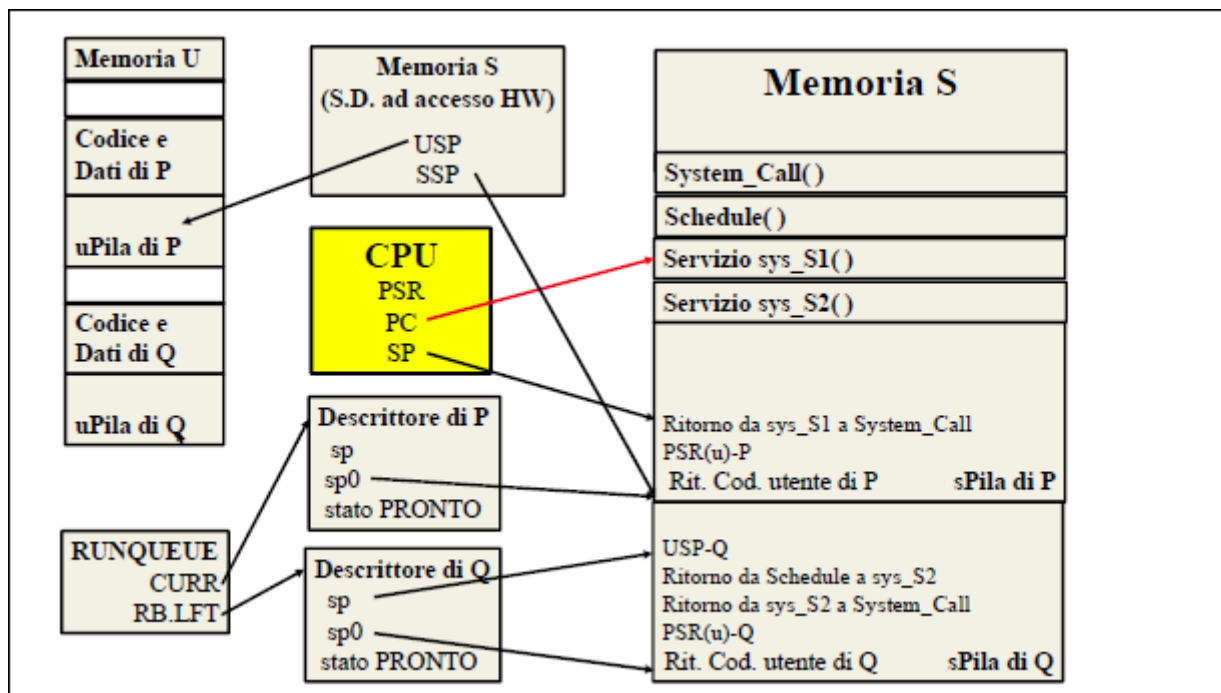 Memoria U
Codice e
Dati di P
uPila di P
Codice e
Dati di Q
uPila di Q
RUNQUEUE
CURR
RB.LFT
Memoria S
(S.D. ad accesso HW)
USP
SSP
CPU
PSR
PC
SP
Descrittore di P
sp
sp0
stato PRONTO
Descrittore di Q
sp
sp0
stato PRONTO
Memoria S
System_Call( )
Schedule( )
Servizio sys_S1( )
Servizio sys_S2( )
Ritorno da sys_S1 a System_Call
PSR(u)-P
Rit. Cod. utente di P sPila di P
USP-Q
Ritorno da Schedule a sys_S2
Ritorno da sys_S2 a System_Call
PSR(u)-Q
Rit. Cod. utente di Q sPila di Q